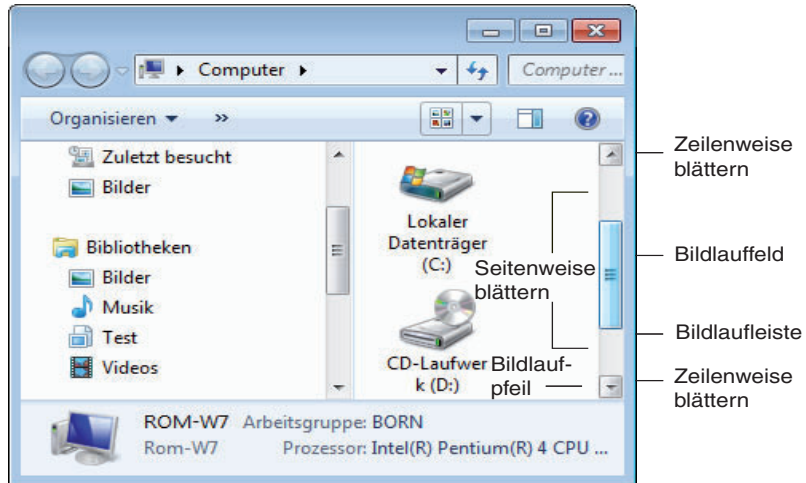 Computer
Computer ...
Organisieren »
Zuletzt besucht
Bilder
Bibliotheken
Bilder
Musik
Test
Videos
Lokaler
Datenträger
(C:)
CD-Laufwer
k (D:)
Seitenweise
blättern
Bildlauf-
pfeil
Zeilenweise
blättern
Bildlauffeld
Bildlaufleiste
Zeilenweise
blättern
ROM-W7 Arbeitsgruppe: BORN
Rom-W7 Prozessor: Intel(R) Pentium(R) 4 CPU ...